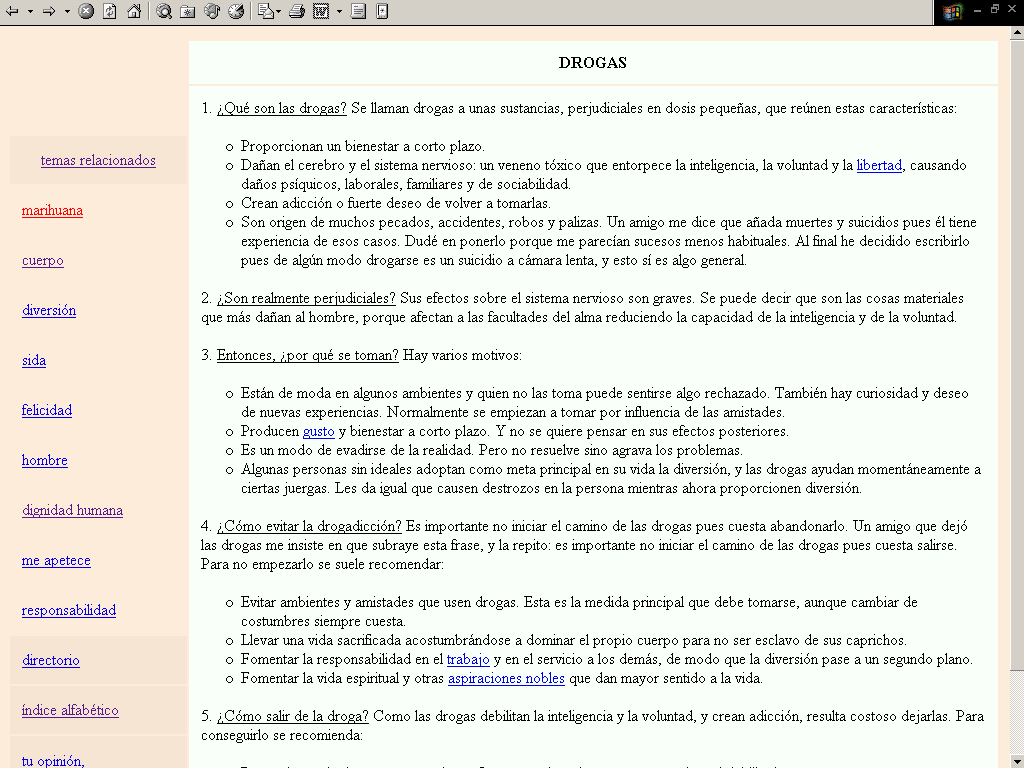 DROGAS
1. ¿Qué son las drogas? Se llaman drogas a unas sustancias, perjudiciales en dosis pequeñas, que reúnen estas características:
o Proporcionan un bienestar a corto plazo.
o Dañan el cerebro y el sistema nervioso: un veneno tóxico que entorpece la inteligencia, la voluntad y la libertad, causando
daños psíquicos, laborales, familiares y de sociabilidad.
o Crean adicción o fuerte deseo de volver a tomarlas.
o Son origen de muchos pecados, accidentes, robos y palizas. Un amigo me dice que añada muertes y suicidios pues él tiene
experiencia de esos casos. Dudé en ponerlo porque me parecían sucesos menos habituales. Al final he decidido escribirlo
pues de algún modo drogarse es un suicidio a cámara lenta, y esto sí es algo general.
2. ¿Son realmente perjudiciales? Sus efectos sobre el sistema nervioso son graves. Se puede decir que son las cosas materiales
que más dañan al hombre, porque afectan a las facultades del alma reduciendo la capacidad de la inteligencia y de la voluntad.
3. Entonces, ¿por qué se toman? Hay varios motivos:
o Están de moda en algunos ambientes y quien no las toma puede sentirse algo rechazado. También hay curiosidad y deseo
de nuevas experiencias. Normalmente se empiezan a tomar por influencia de las amistades.
o Producen gusto y bienestar a corto plazo. Y no se quiere pensar en sus efectos posteriores.
o Es un modo de evadirse de la realidad. Pero no resuelve sino agrava los problemas.
o Algunas personas sin ideales adoptan como meta principal en su vida la diversión, y las drogas ayudan momentáneamente a
ciertas juergas. Les da igual que causen destrozos en la persona mientras ahora proporcionen diversión.
4. ¿Cómo evitar la drogadicción? Es importante no iniciar el camino de las drogas pues cuesta abandonarlo. Un amigo que dejó
las drogas me insiste en que subraye esta frase, y la repito: es importante no iniciar el camino de las drogas pues cuesta salirse.
Para no empezarlo se suele recomendar:
o Evitar ambientes y amistades que usen drogas. Esta es la medida principal que debe tomarse, aunque cambiar de
costumbres siempre cuesta.
o Llevar una vida sacrificada acostumbrándose a dominar el propio cuerpo para no ser esclavo de sus caprichos.
o Fomentar la responsabilidad en el trabajo y en el servicio a los demás, de modo que la diversión pase a un segundo plano.
o Fomentar la vida espiritual y otras aspiraciones nobles que dan mayor sentido a la vida.
5. ¿Cómo salir de la droga? Como las drogas debilitan la inteligencia y la voluntad, y crean adicción, resulta costoso dejarlas. Para
conseguirlo se recomienda:
temas relacionados
marihuana
cuerpo
diversión
sida
felicidad
hombre
dignidad humana
me apetece
responsabilidad
directorio
índice alfabético
tu opinión,